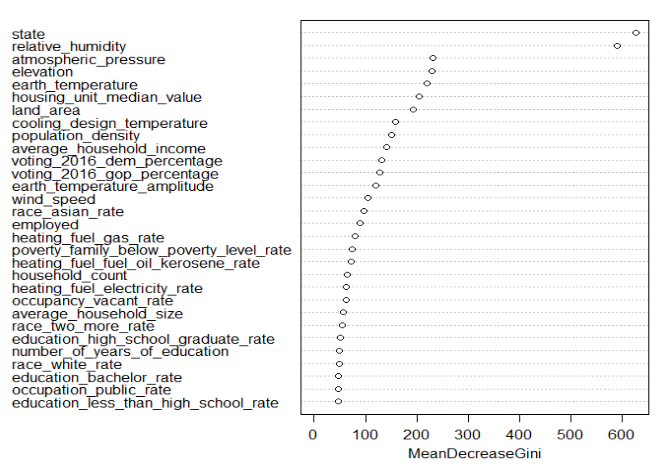 state
relative_humidity
atmospheric_pressure
elevation
earth_temperature
housing_unit_median_value
land_area
cooling_design_temperature
population_density
average_household_income
voting_2016_dem_percentage
voting_2016_gop_percentage
earth_temperature_amplitude
wind_speed
race_asian_rate
employed
heating_fuel_gas_rate
poverty_family_below_poverty_level_rate
heating_fuel_fuel_oil_kerosene_rate
household_count
heating_fuel_electricity_rate
occupancy_vacant_rate
average_household_size
race_two_more_rate
education_high_school_graduate_rate
number_of_years_of_education
race_white_rate
education_bachelor_rate
occupation_public_rate
education_less_than_high_school_rate
0 100 200 300 400 500 600
MeanDecreaseGini